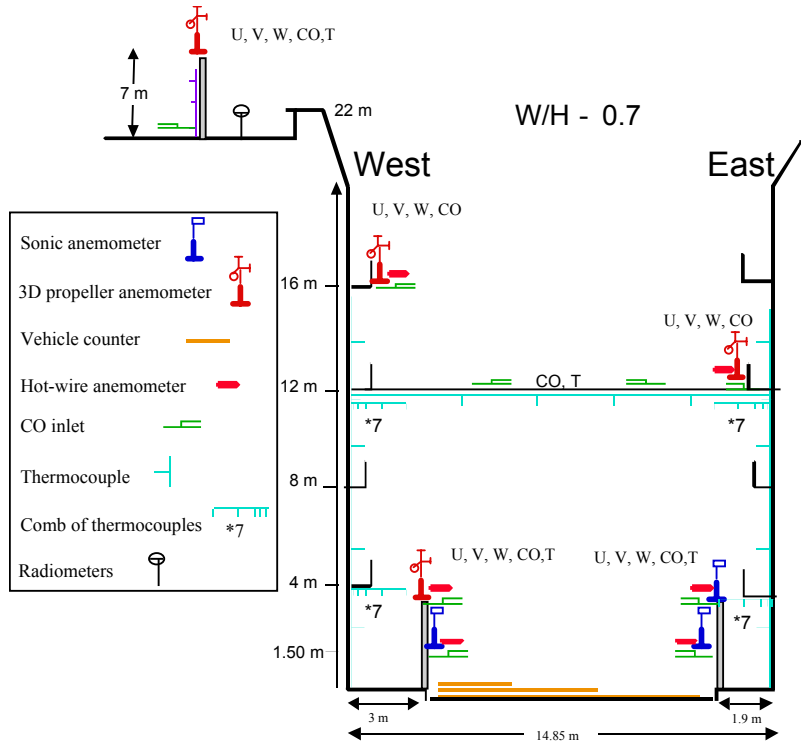 U, V, W, CO,T
7 m
22 m
W/H - 0.7
West
East
U, V, W, CO
Sonic anemometer
3D propeller anemometer
Vehicle counter
Hot-wire anemometer
CO inlet
Thermocouple
Comb of thermocouples
*7
Radiometers
16 m
U, V, W, CO
12 m
CO, T
*7
*7
8 m
U, V, W, CO,T
U, V, W, CO,T
4 m
*7
*7
1.50 m
3 m
1.9 m
14.85 m